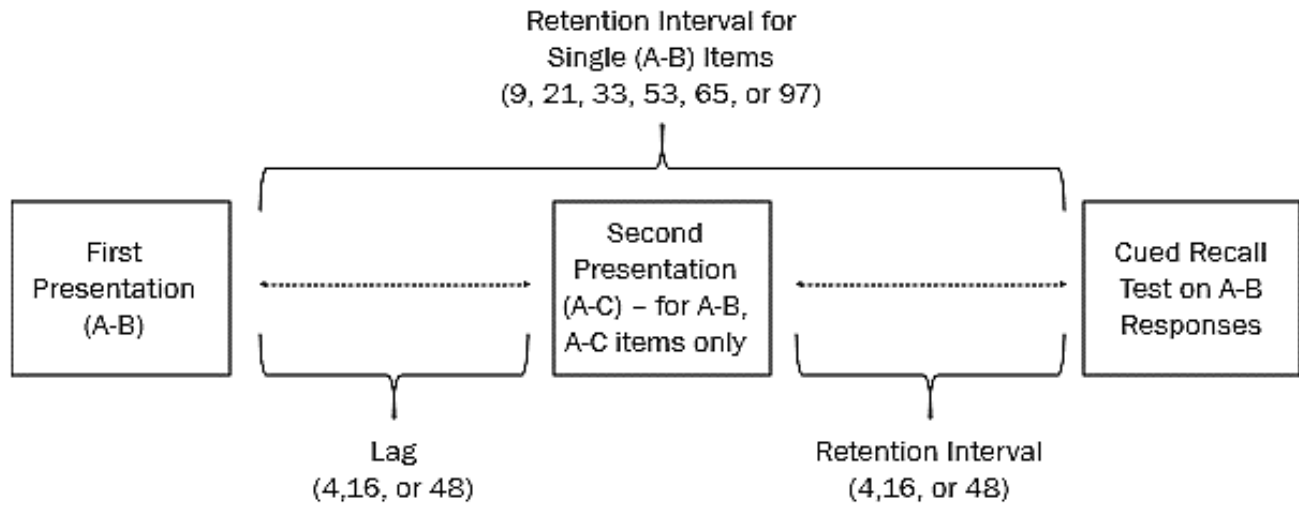 Retention Interval for
Single (A-B) Items
(9, 21, 33, 53, 65, or 97)
First
Presentation
(A-B)
Second
Presentation
(A-C) – for A-B,
A-C items only
Cued Recall
Test on A-B
Responses
Lag
(4,16, or 48)
Retention Interval
(4,16, or 48)